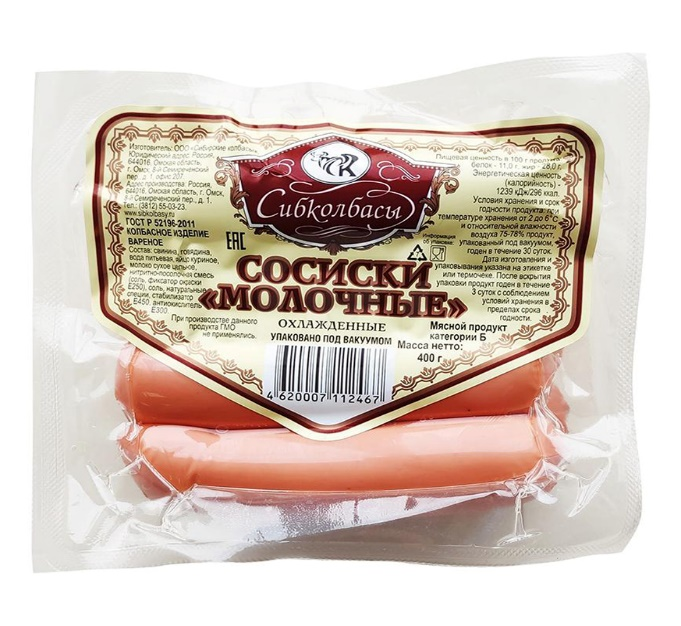 РК
Сибколбасы
Изготовитель: ООО «Сибирские колбасы»
Юридический адрес: Россия,
644016, Омская область,
г. Омск, 8-я Семиреченский
пер., д. 1, офис 207
Адрес производства: Россия,
644016, Омская область, г. Омск,
8-я Семиреченский пер., д. 1.
Тел.: (3812) 55-03-23.
www.sibkolbasy.ru
ГОСТ Р 52196-2011
КОЛБАСНОЕ ИЗДЕЛИЕ
ВАРЕНОЕ
Состав: свинина, говядина,
вода питьевая, яйцо куриное,
молоко сухое цельное,
нитритно-посолочная смесь
(соль, фиксатор окраски
Е250), соль, натуральные
специи, стабилизатор
Е450, антиокислитель
Е300.
При производстве данного
продукта ГМО
не применялись.
ЕАС
Пищевая ценность в 100 г продукта:
белок - 11,0 г, жир - 28,0 г
Энергетическая ценность
(калорийность) -
1239 кДж/296 ккал.
Условия хранения и срок
годности продукта: при
температуре хранения от 2 до 6°С
и относительной влажности
воздуха 75-78% продукт,
упакованный под вакуумом,
годен в течение 30 суток.
Дата изготовления и
упаковывания указана на этикетке
или термочеке. После вскрытия
упаковки продукт годен в течение
3 суток с соблюдением
условий хранения в
пределах срока
годности.
Информация
об упаковке:
СОСИСКИ
«МОЛОЧНЫЕ»
ОХЛАЖДЕННЫЕ
УПАКОВАНО ПОД ВАКУУМОМ
Мясной продукт
категории Б
Масса нетто:
400 г
4 620007 112467